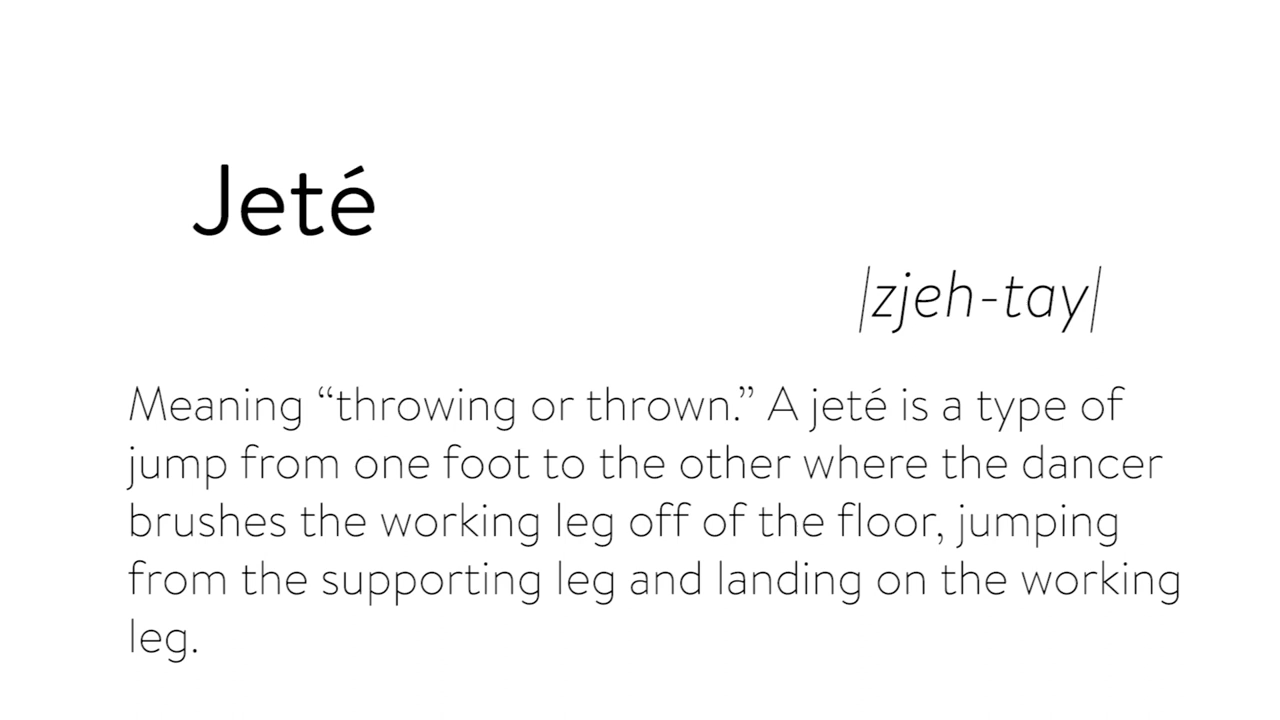 Jeté
|zjeh-tay|
Meaning “throwing or thrown.” A jeté is a type of
jump from one foot to the other where the dancer
brushes the working leg off of the floor, jumping
from the supporting leg and landing on the working
leg.